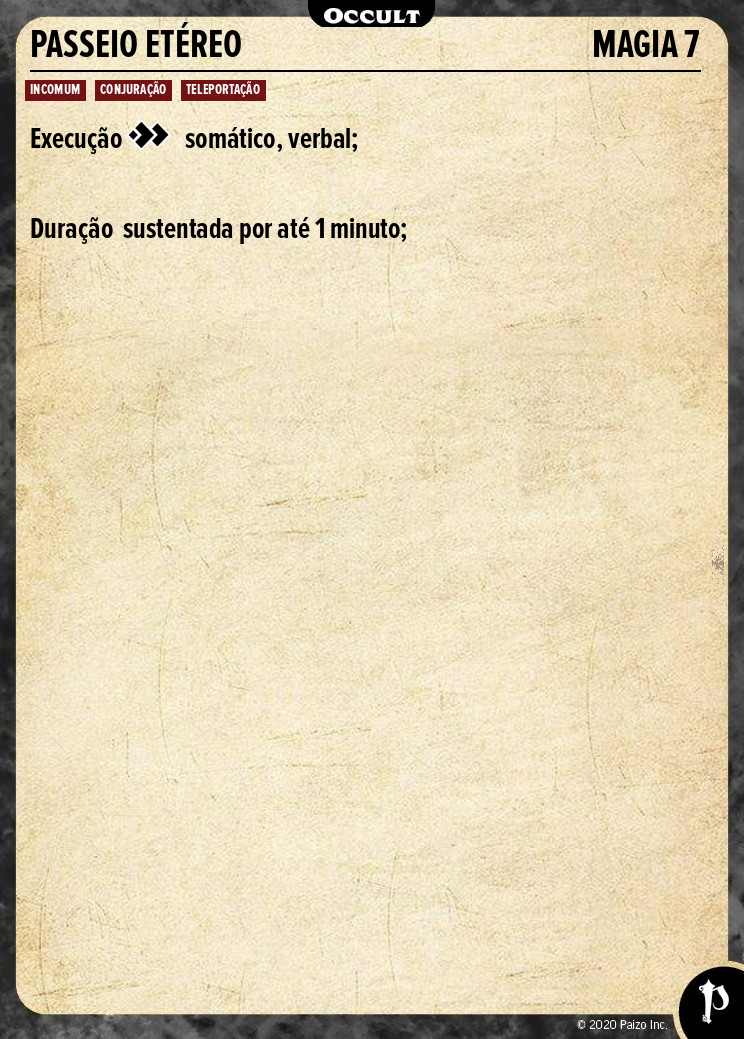 OCCULT
PASSEIO ETÉREO MAGIA 7
INCOMUM CONJURAÇÃO TELEPORTAÇÃO
Execução somático, verbal;
Duração sustentada por até 1 minuto;
© 2020 Paizo Inc.